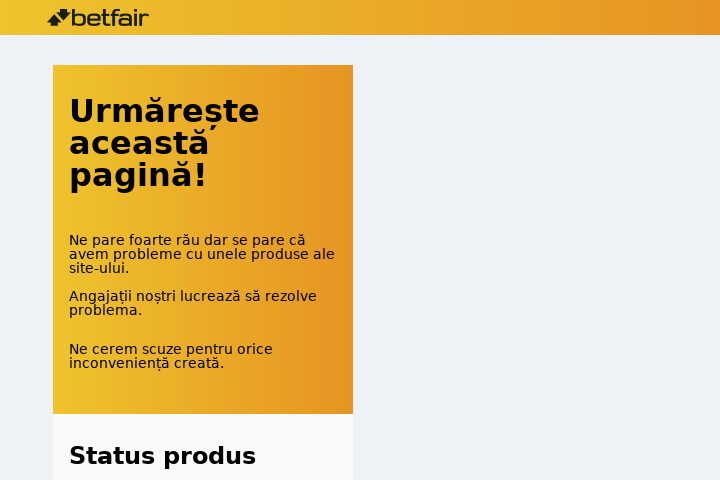 betfair
Urmărește
această
pagină!
Ne pare foarte rău dar se pare că
avem probleme cu unele produse ale
site-ului.
Angajații noștri lucrează să rezolve
problema.
Ne cerem scuze pentru orice
inconveniență creată.
Status produs